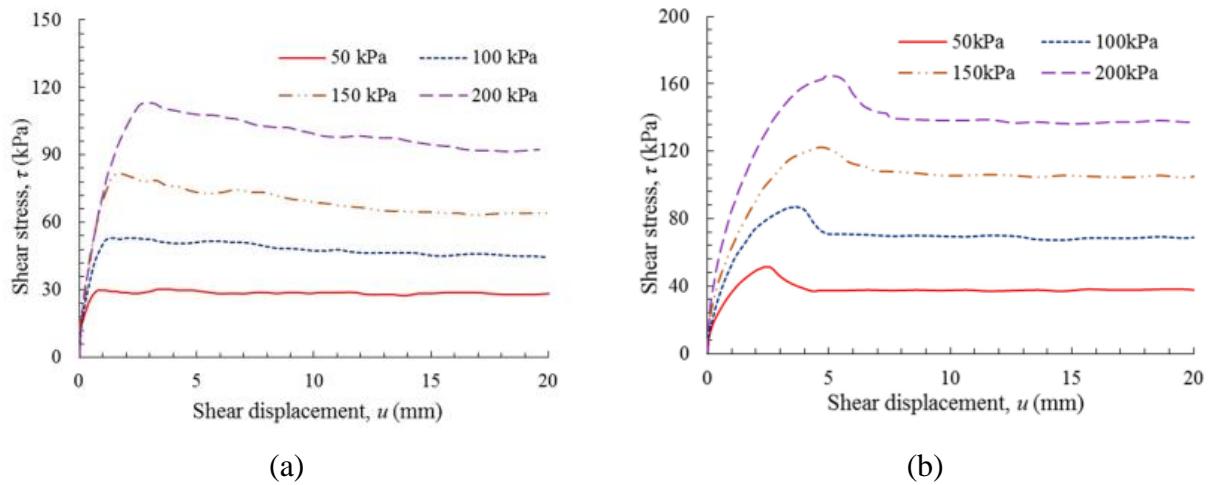 150
120
90
60
30
0
Shear stress, τ (kPa)
50 kPa
100 kPa
150 kPa
200 kPa
0 5 10 15 20
Shear displacement, u (mm)
(a)
200
160
120
80
40
0
Shear stress, τ (kPa)
50kPa
100kPa
150kPa
200kPa
0 5 10 15 20
Shear displacement, u (mm)
(b)